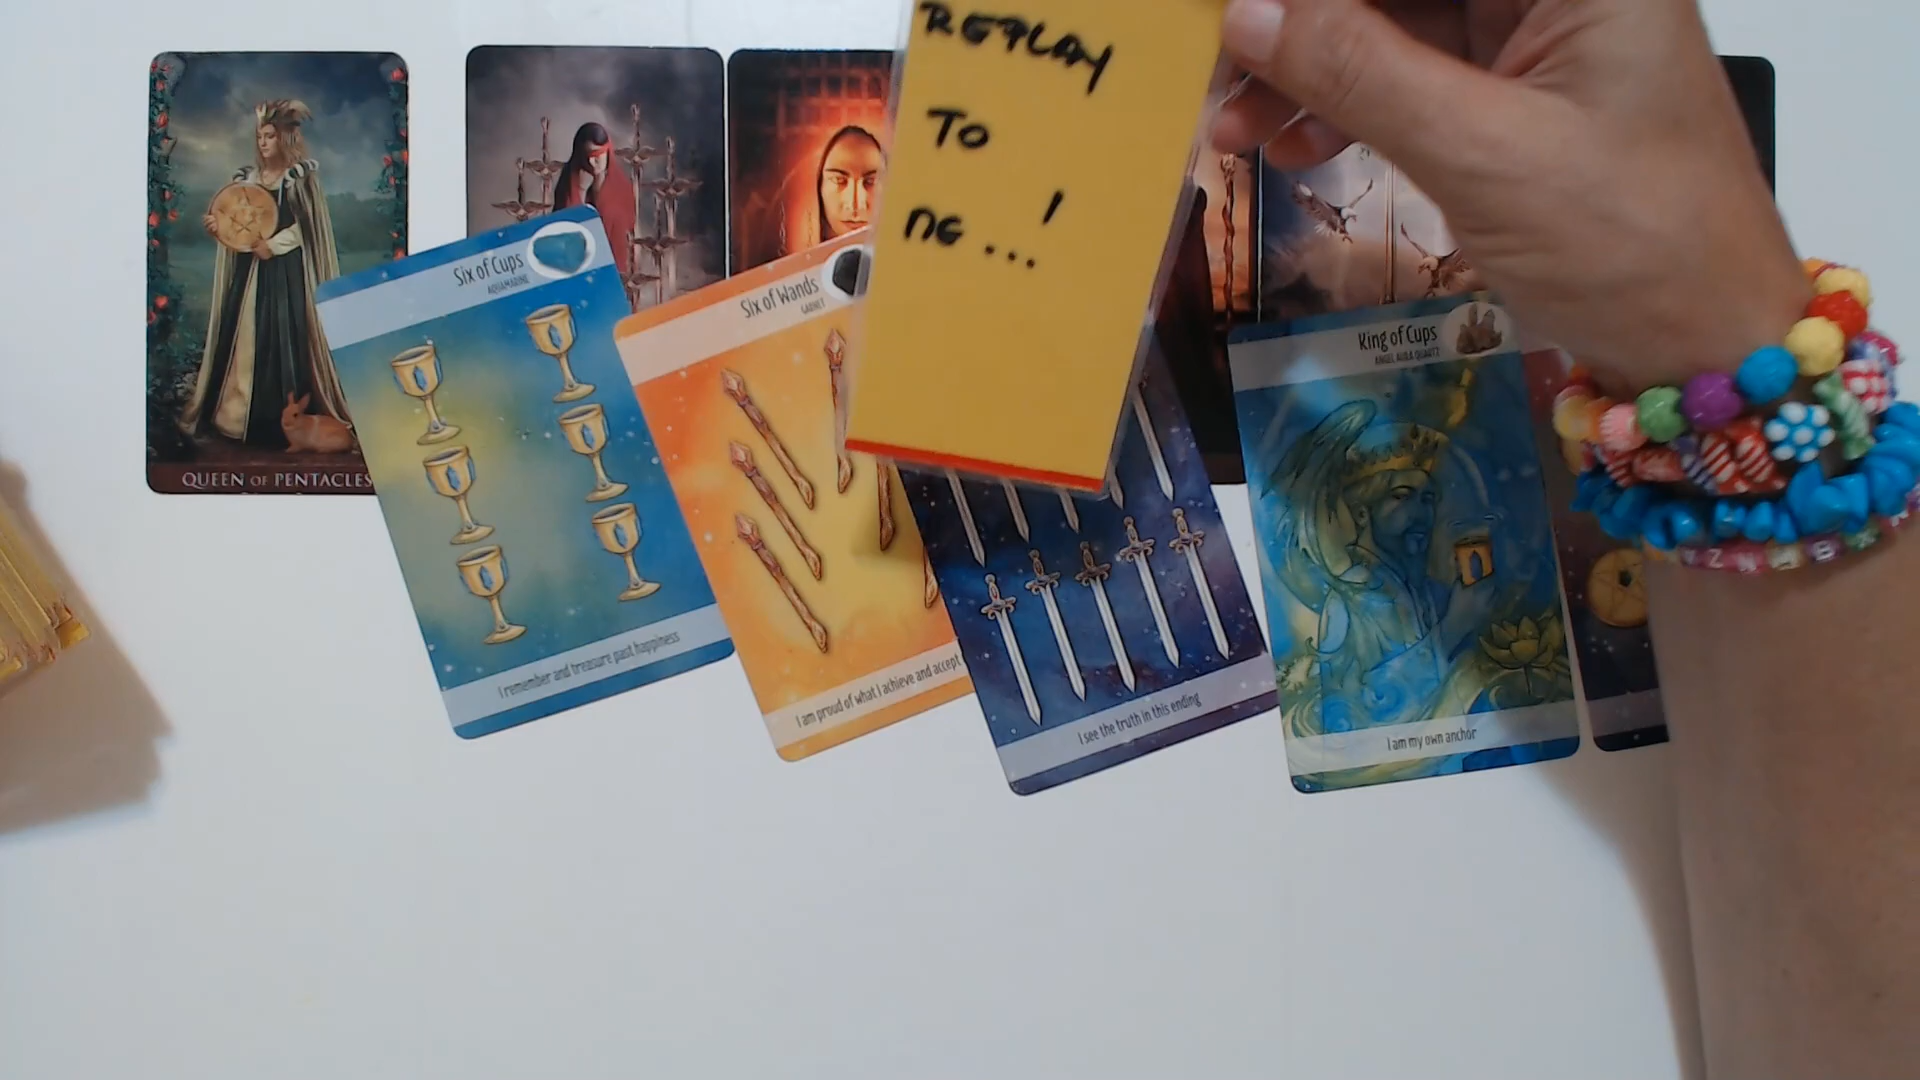 REPLAY
TO
ME...!
QUEEN OF PENTACLES
Six of Cups
AQUAMARINE
I remember and treasure past happiness
Six of Wands
GARNET
I am proud of what I achieve and accept
I see the truth in this ending
King of Cups
ANGEL AURA QUARTZ
I am my own anchor